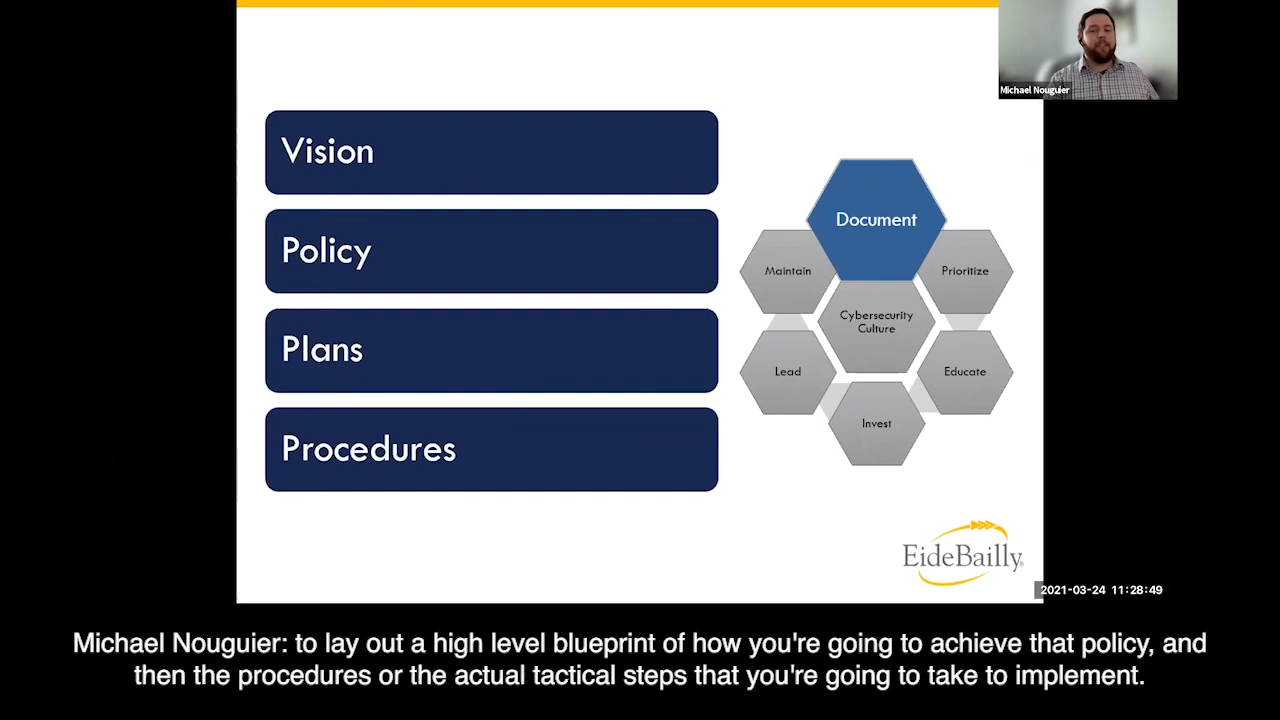 Michael Nouguier
Vision
Policy
Plans
Procedures
Document
Maintain
Prioritize
Cybersecurity
Culture
Lead
Educate
Invest
EideBailly®
2021-03-24 11:28:49
Michael Nouguier: to lay out a high level blueprint of how you're going to achieve that policy, and
then the procedures or the actual tactical steps that you're going to take to implement.